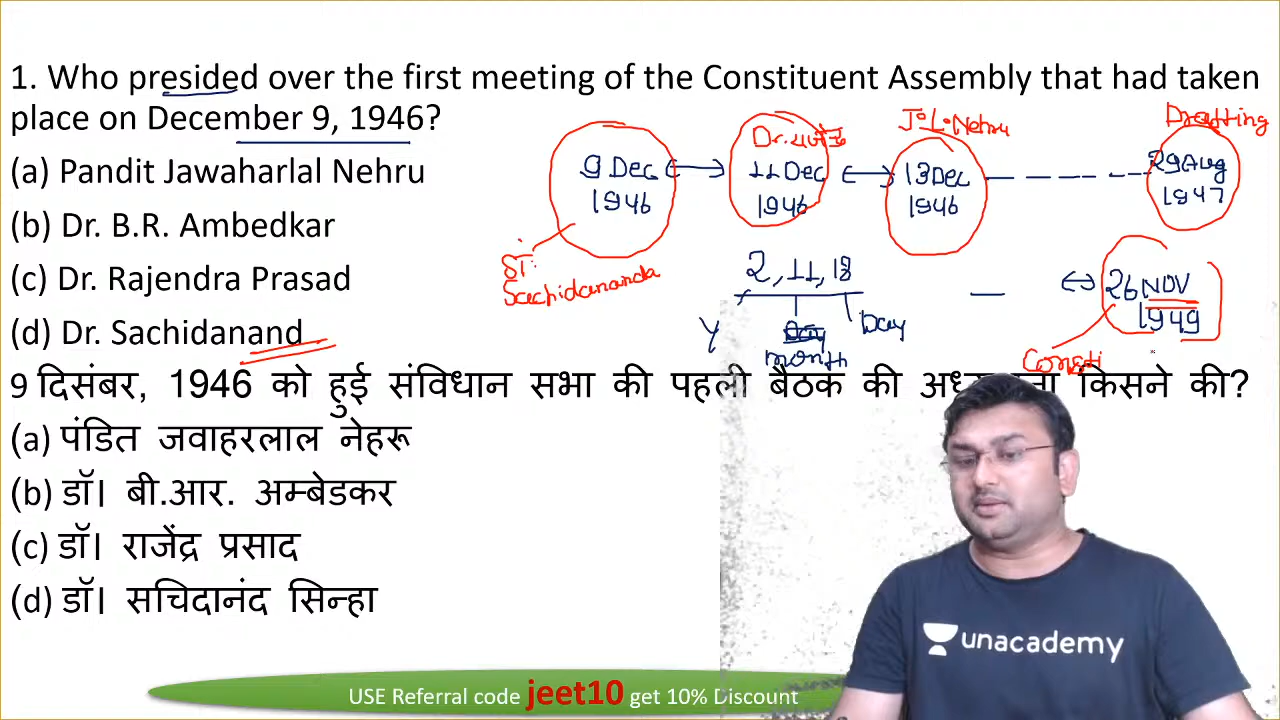 1. Who presided over the first meeting of the Constituent Assembly that had taken
place on December 9, 1946?
(a) Pandit Jawaharlal Nehru
(b) Dr. B.R. Ambedkar
(c) Dr. Rajendra Prasad
(d) Dr. Sachidanand
9 Dec
1946
Sachidananda
Dr.
11 Dec
1946
J.L.Nehru
13 Dec
1946
Drafting
29 Aug
1947
2, 11, 18
Y
Day
month
Day
26 NOV
1949
Consti
9 दिसंबर, 1946 को हुई संविधान सभा की पहली बैठक की किसने की?
(a) पंडित जवाहरलाल नेहरू
(b) डॉ। बी.आर. अम्बेडकर
(c) डॉ। राजेंद्र प्रसाद
(d) डॉ। सचिदानंद सिन्हा
unacademy
USE Referral code jeet10 get 10% Discount